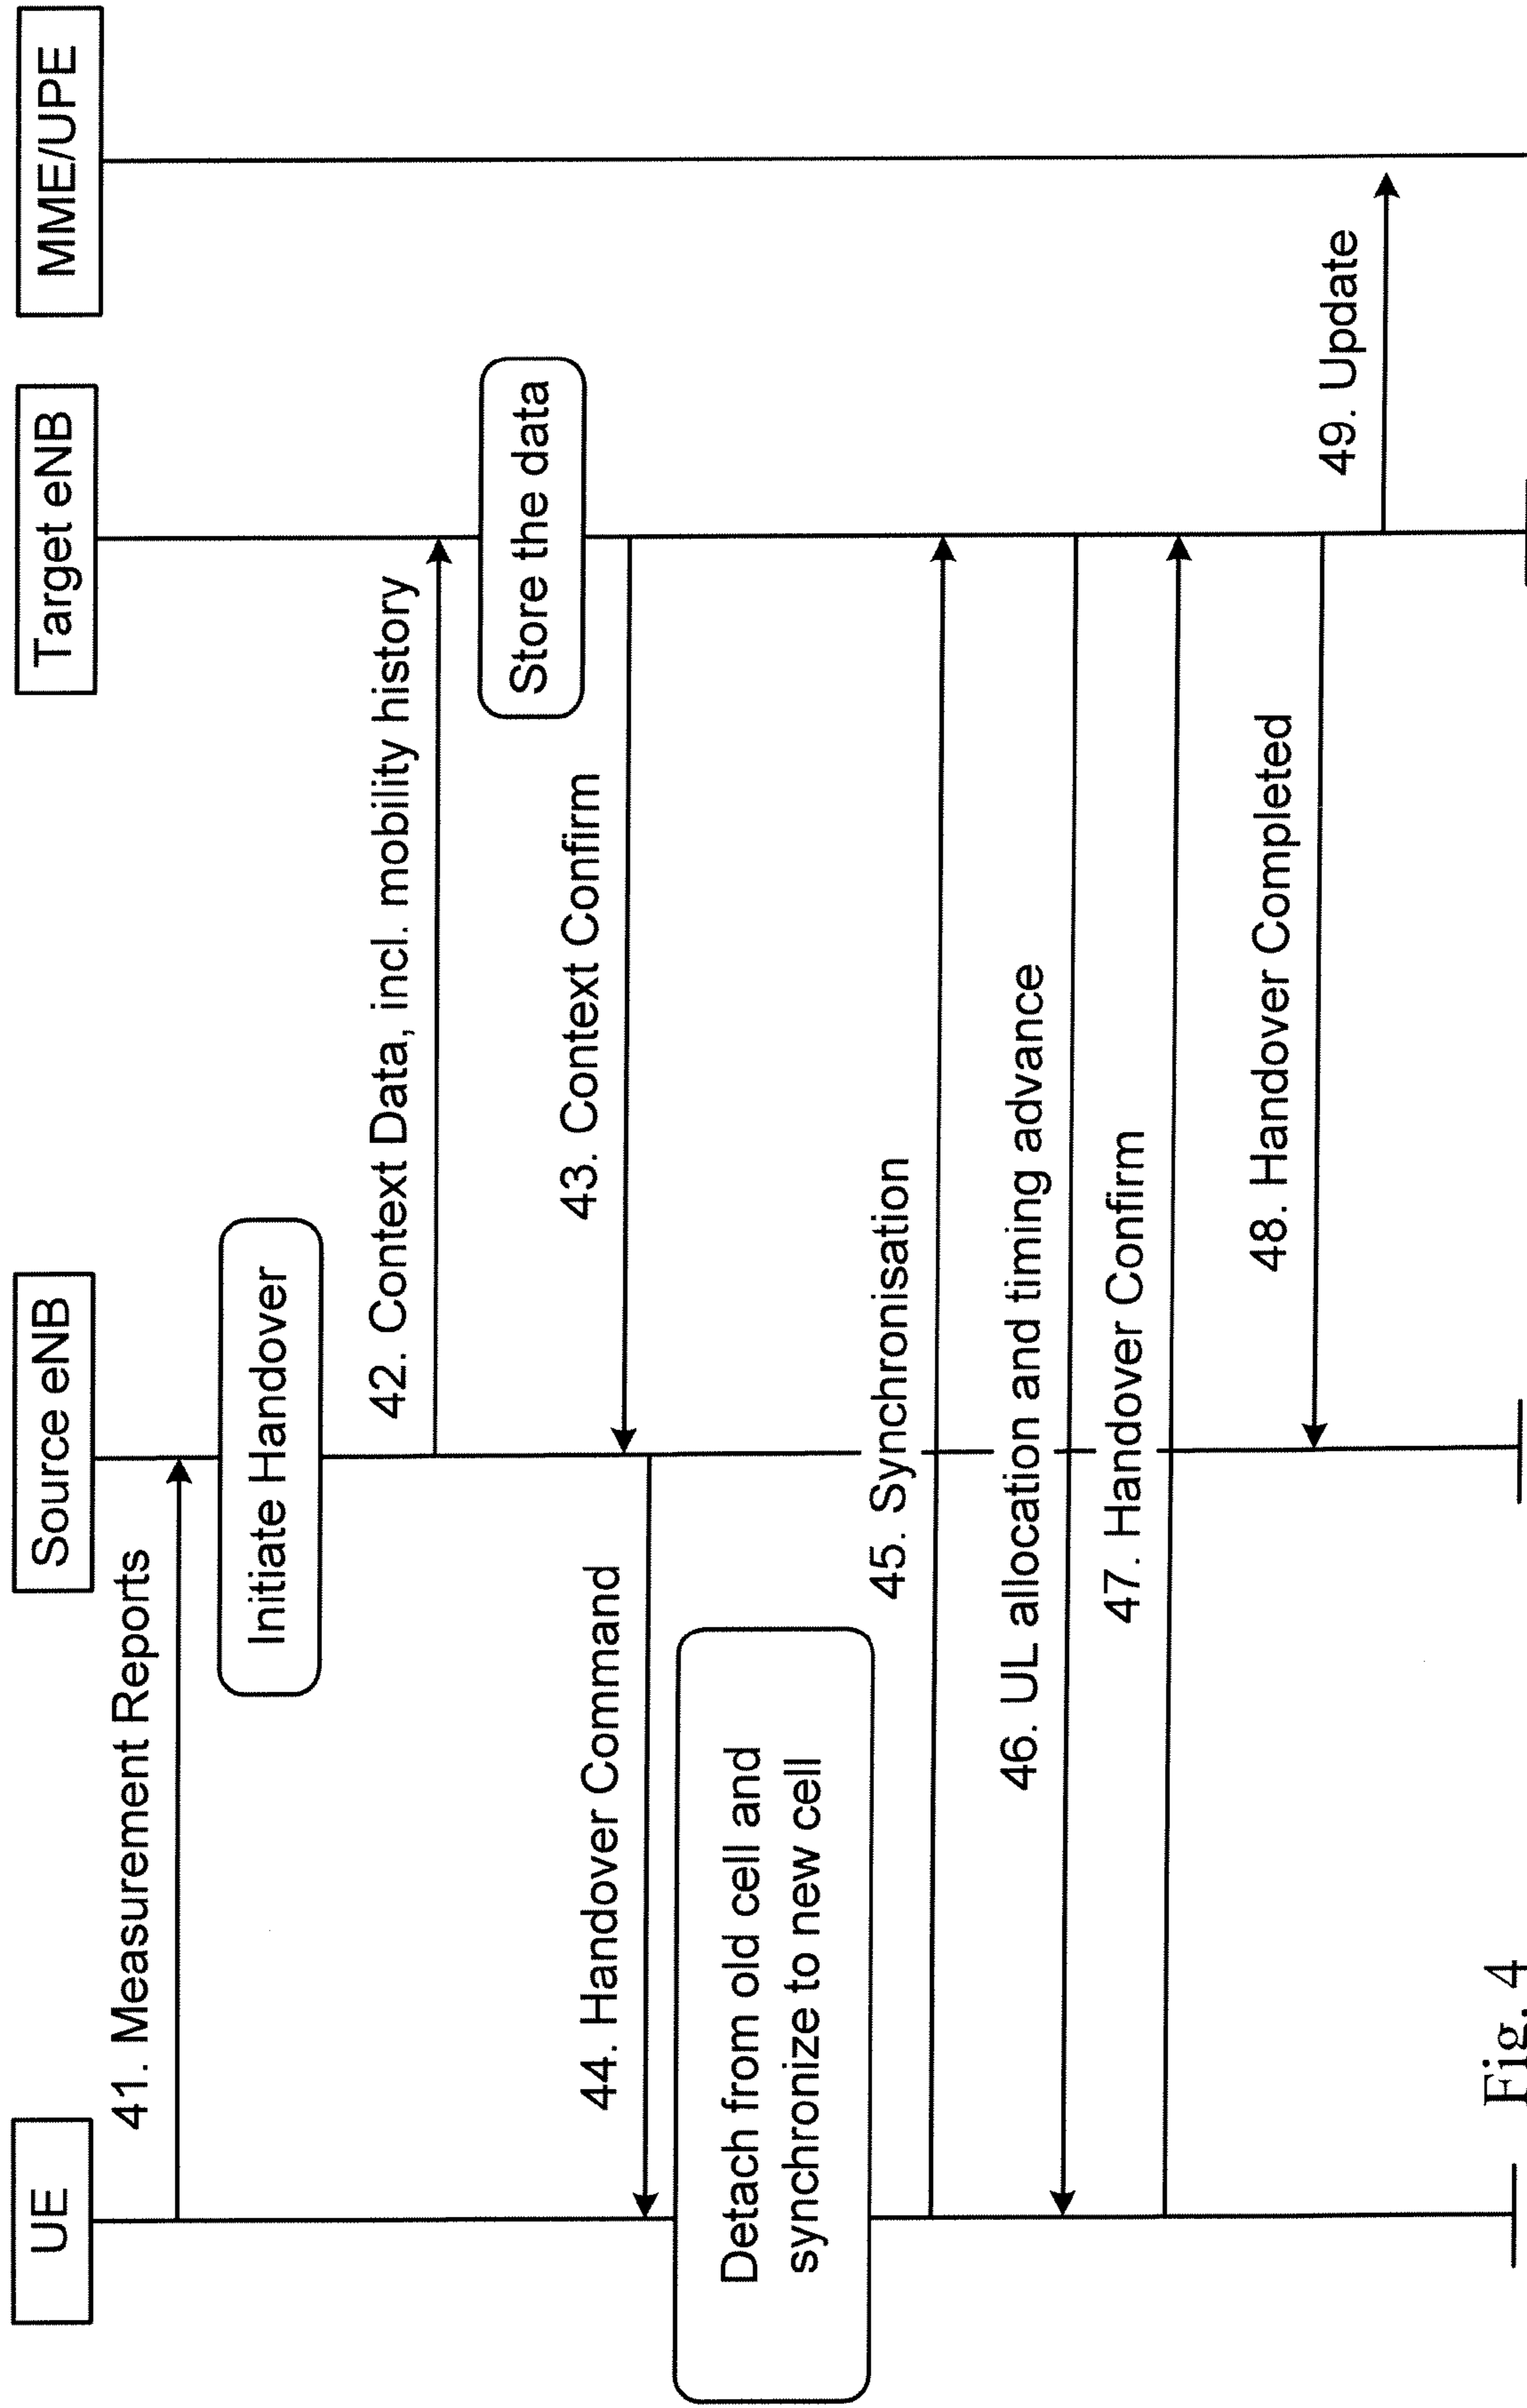 UE
Source eNB
Target eNB
MME/UPE
41. Measurement Reports
Initiate Handover
42. Context Data, incl. mobility history
Store the data
43. Context Confirm
44. Handover Command
Detach from old cell and
synchronize to new cell
45. Synchronisation
46. UL allocation and timing advance
47. Handover Confirm
48. Handover Completed
49. Update
Fig. 4